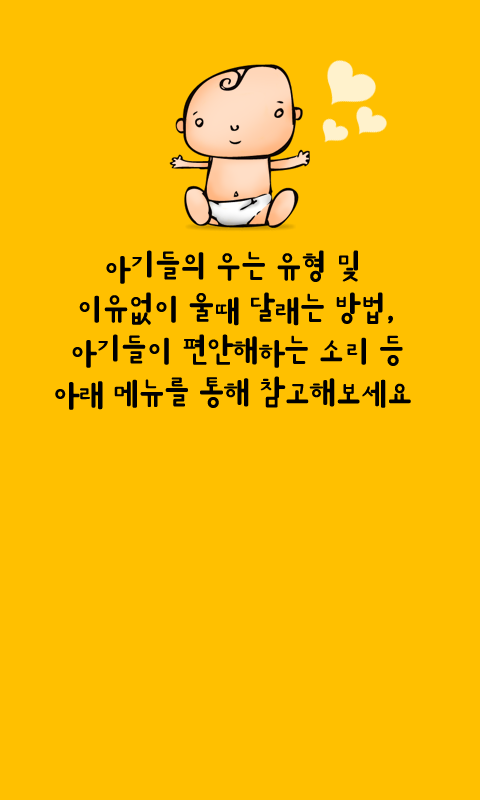 아기들의 우는 유형 및
이유없이 울때 달래는 방법,
아기들이 편안해하는 소리 등
아래 메뉴를 통해 참고해보세요